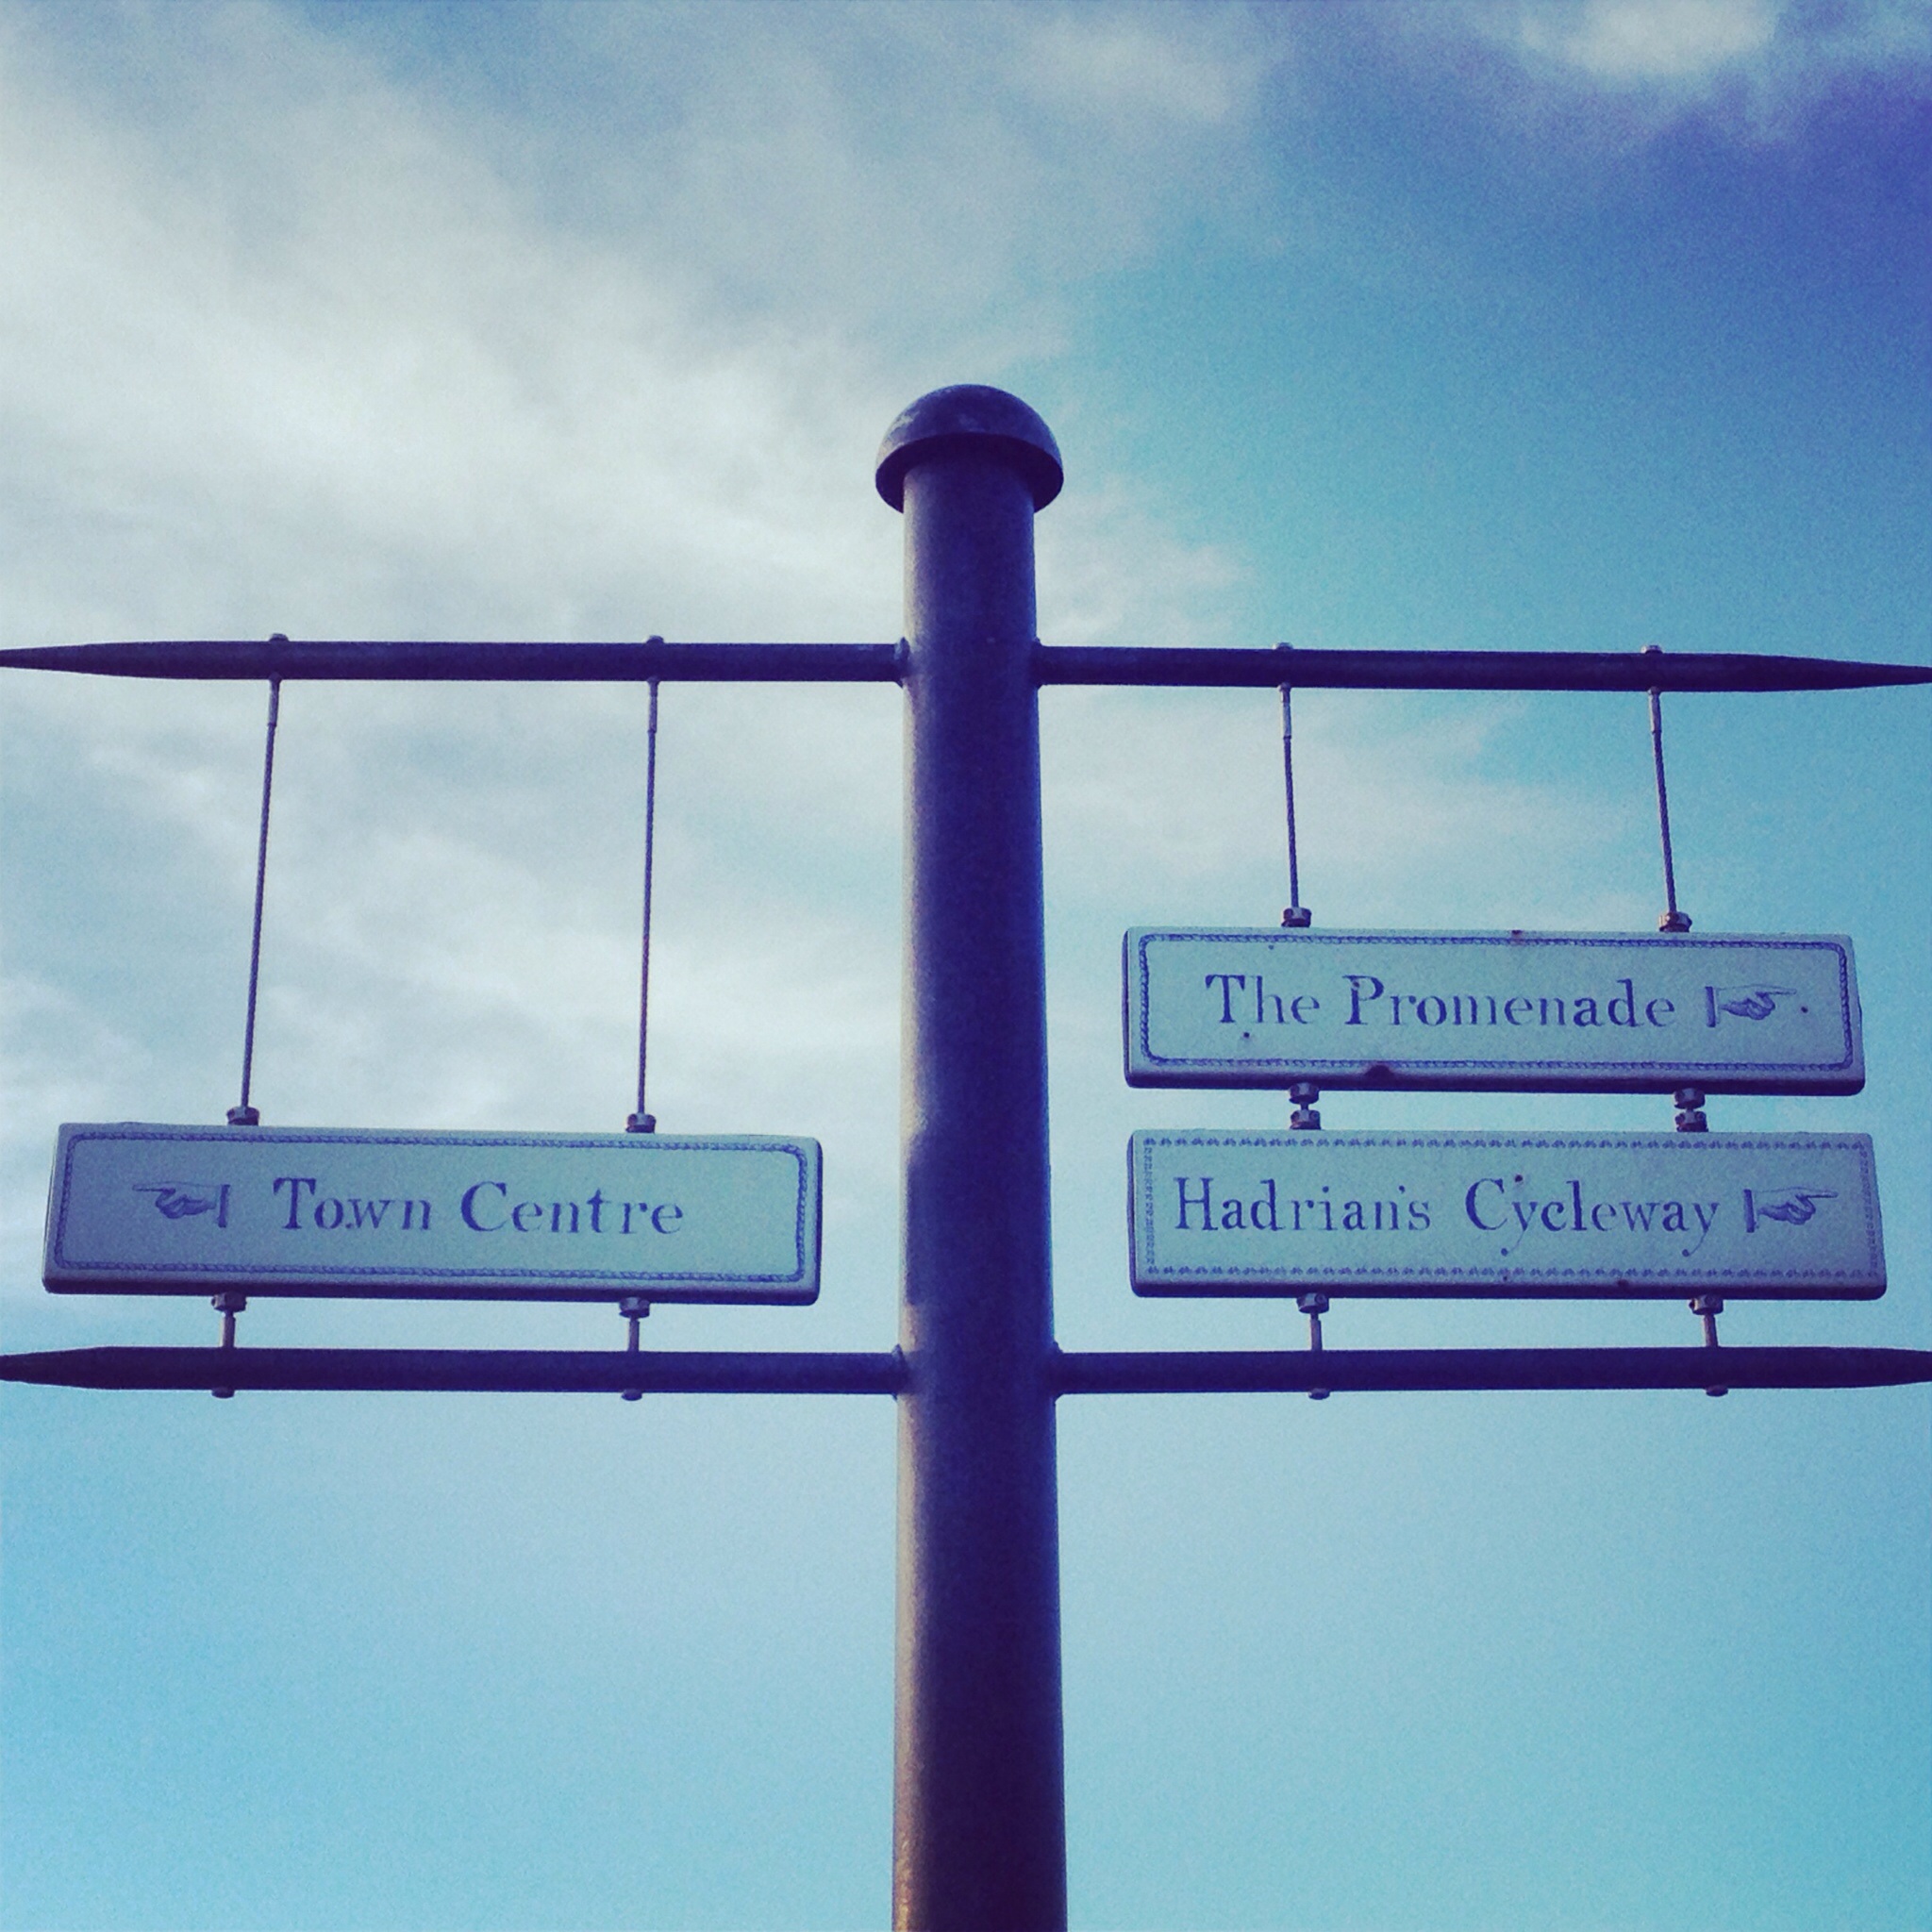 Town Centre
The Promenade
Hadrian's Cycleway